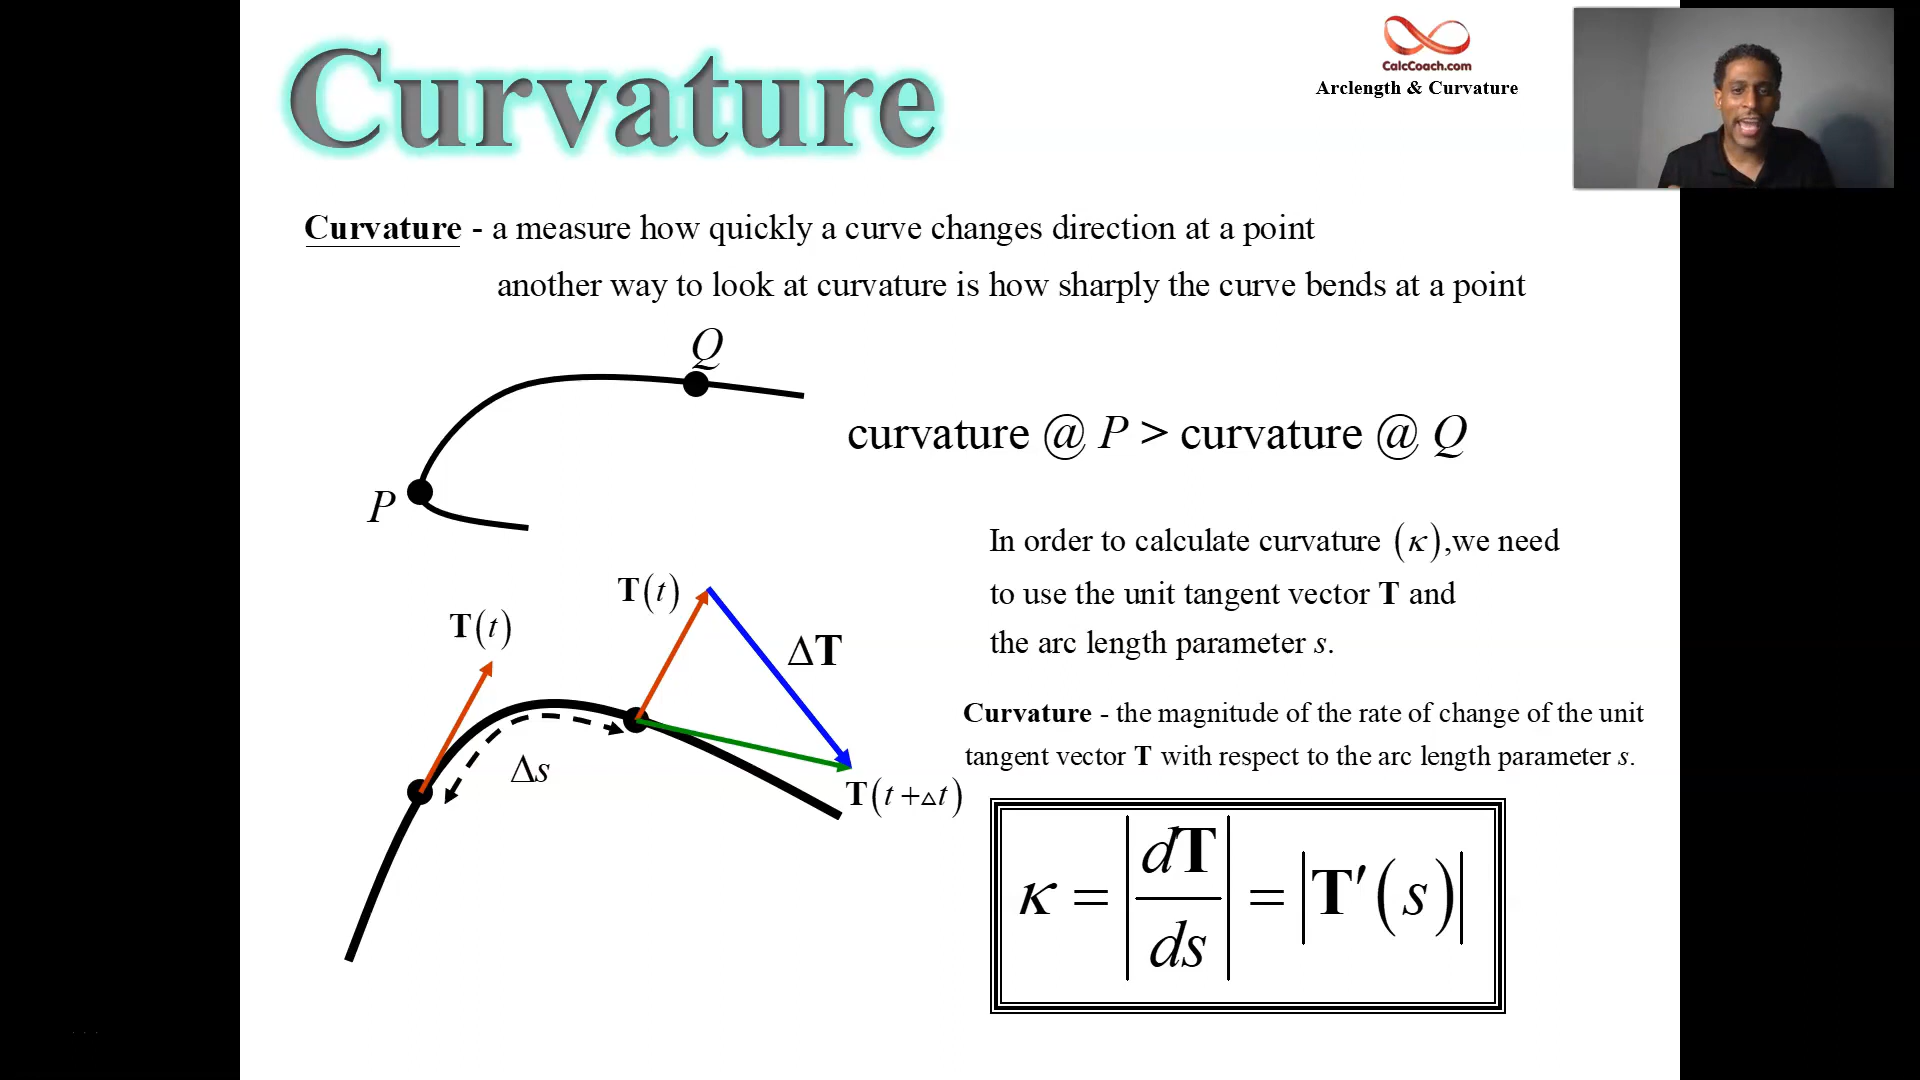 Curvature
CalcCoach.com
Arclength & Curvature
Curvature - a measure how quickly a curve changes direction at a point
another way to look at curvature is how sharply the curve bends at a point
Q
P
curvature @ P > curvature @ Q
In order to calculate curvature (κ),we need
to use the unit tangent vector T and
the arc length parameter s.
T(t)
T(t)
ΔT
Δs
T(t+△t)
Curvature - the magnitude of the rate of change of the unit
tangent vector T with respect to the arc length parameter s.
κ = |dT/ds| = |T′(s)|